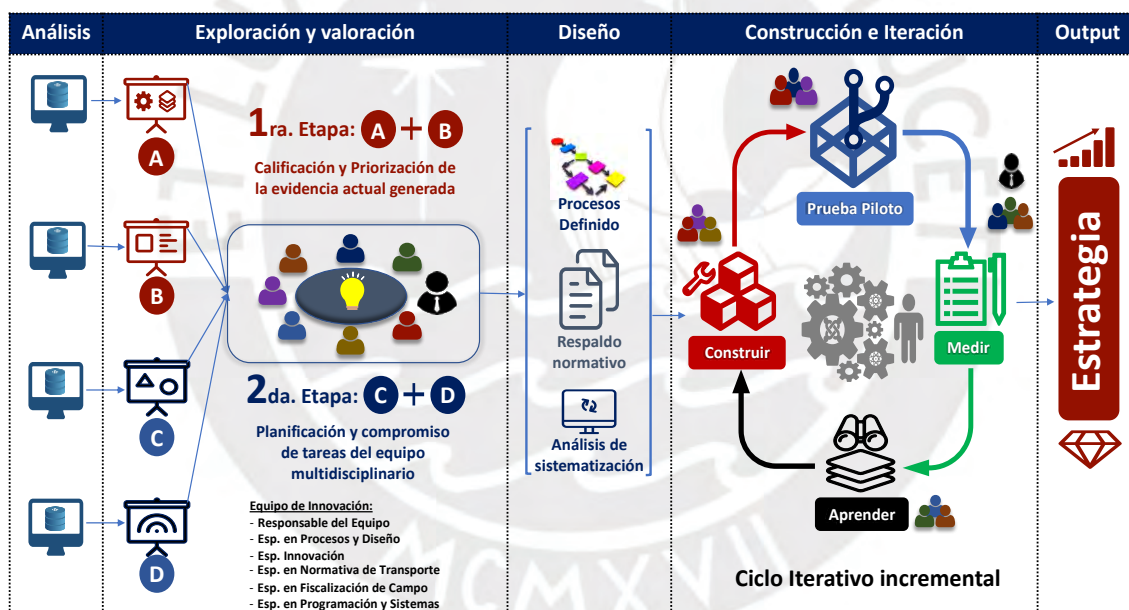 Análisis
Exploración y valoración
Diseño
Construcción e Iteración
Output
A
B
C
D
1ra. Etapa: A + B
Calificación y Priorización de
la evidencia actual generada
2da. Etapa: C + D
Planificación y compromiso
de tareas del equipo
multidisciplinario
Equipo de Innovación:
- Responsable del Equipo
- Esp. en Procesos y Diseño
- Esp. Innovación
- Esp. en Normativa de Transporte
- Esp. en Fiscalización de Campo
- Esp. en Programación y Sistemas
Procesos
Definido
Respaldo
normativo
Análisis de
sistematización
Prueba Piloto
Construir
Medir
Aprender
Ciclo Iterativo incremental
Estrategia
MCMXVII